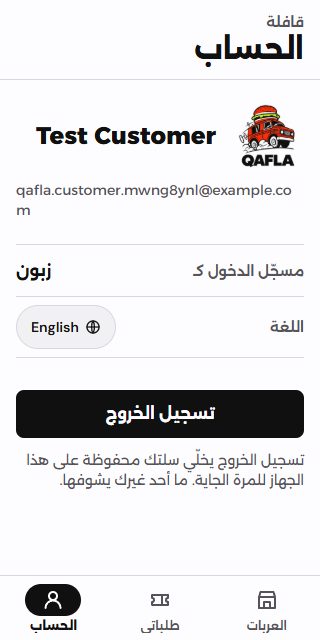 قافلة
الحساب
Test Customer
QAFLA
qafla.customer.mwng8ynl@example.co
m
مسجّل الدخول كـ
زبون
اللغة
English
تسجيل الخروج
تسجيل الخروج يخلّي سلتك محفوظة على هذا
الجهاز للمرة الجاية. ما أحد غيرك يشوفها.
العربات
طلباتي
الحساب